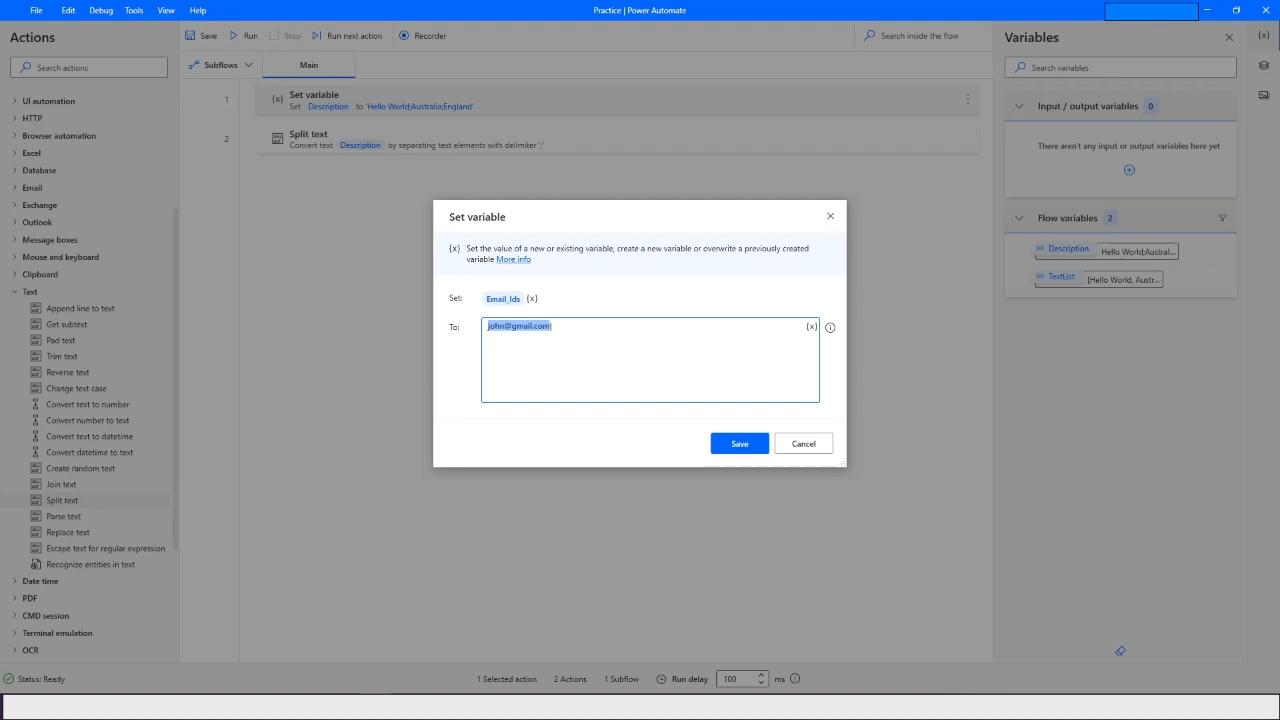 File Edit Debug Tools View Help
Practice | Power Automate
Actions
Search actions
UI automation
HTTP
Browser automation
Excel
Database
Email
Exchange
Outlook
Message boxes
Mouse and keyboard
Clipboard
Text
Append line to text
Get subtext
Pad text
Trim text
Reverse text
Change text case
Convert text to number
Convert number to text
Convert text to datetime
Convert datetime to text
Create random text
Join text
Split text
Parse text
Replace text
Escape text for regular expression
Recognize entities in text
Date time
PDF
CMD session
Terminal emulation
OCR
Save Run Stop Run next action Recorder
Search inside the flow
Subflows Main
1
Set variable
Set Description to 'Hello World;Australia;England'
2
Split text
Convert text Description by separating text elements with delimiter ';'
Set variable
{x} Set the value of a new or existing variable, create a new variable or overwrite a previously created
variable More info
Set: Email_Ids {x}
To: john@gmail.com {x}
Save Cancel
Variables
{x}
Search variables
Input / output variables 0
There aren't any input or output variables here yet
Flow variables 2
(x) Description Hello World;Austral...
(x) TextList [Hello World, Austr...
Status: Ready
1 Selected action 2 Actions 1 Subflow Run delay 100 ms